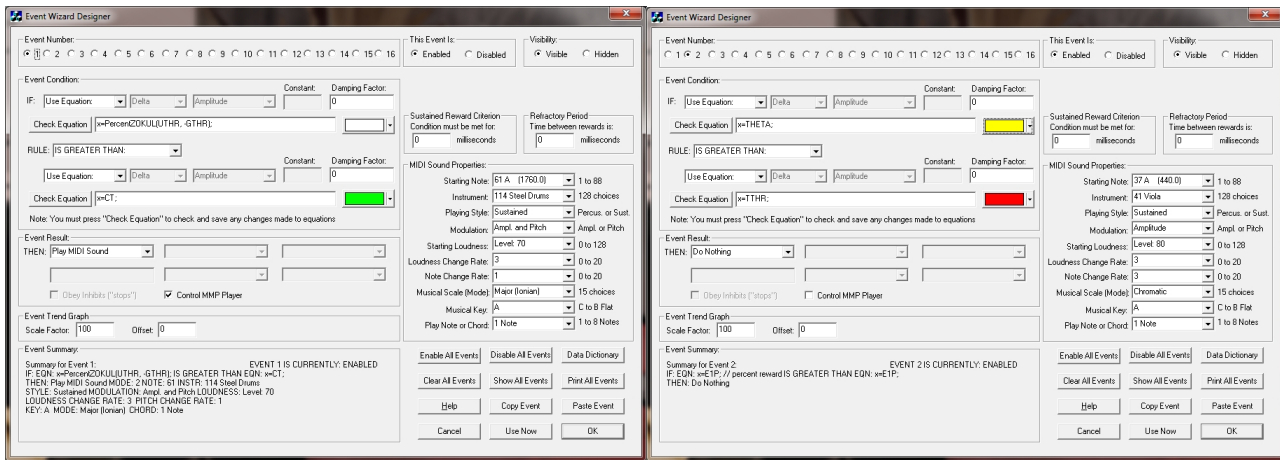 Event Wizard Designer
Event Number:
1 2 3 4 5 6 7 8 9 10 11 12 13 14 15 16
This Event Is:
Enabled Disabled
Visibility:
Visible Hidden
Event Condition:
Constant: Damping Factor:
IF: Use Equation: Delta Amplitude 0
Check Equation x=PercentZOKUL(UTHR, -GTHR);
RULE: IS GREATER THAN:
Constant: Damping Factor:
Use Equation: Delta Amplitude 0
Check Equation x=CT;
Note: You must press "Check Equation" to check and save any changes made to equations
Sustained Reward Criterion
Condition must be met for:
0 milliseconds
Refractory Period
Time between rewards is:
0 milliseconds
MIDI Sound Properties:
Starting Note: 61 A (1760.0) 1 to 88
Instrument: 114 Steel Drums 128 choices
Playing Style: Sustained Percus. or Sust.
Modulation: Ampl. and Pitch Ampl. or Pitch
Starting Loudness: Level: 70 0 to 128
Loudness Change Rate: 3 0 to 20
Note Change Rate: 1 0 to 20
Musical Scale (Mode): Major (Ionian) 15 choices
Musical Key: A C to B Flat
Play Note or Chord: 1 Note 1 to 8 Notes
Event Result:
THEN: Play MIDI Sound
Obey Inhibits ("stops") Control MMP Player
Event Trend Graph
Scale Factor: 100 Offset: 0
Event Summary:
Summary for Event 1: EVENT 1 IS CURRENTLY: ENABLED
IF: EQN: x=PercentZOKUL(UTHR, -GTHR); IS GREATER THAN EQN: x=CT;
THEN: Play MIDI Sound MODE: 2 NOTE: 61 INSTR: 114 Steel Drums
STYLE: Sustained MODULATION: Ampl. and Pitch LOUDNESS: Level: 70
LOUDNESS CHANGE RATE: 3 PITCH CHANGE RATE: 1
KEY: A MODE: Major (Ionian) CHORD: 1 Note
Enable All Events Disable All Events Data Dictionary
Clear All Events Show All Events Print All Events
Help Copy Event Paste Event
Cancel Use Now OK
Event Wizard Designer
Event Number:
1 2 3 4 5 6 7 8 9 10 11 12 13 14 15 16
This Event Is:
Enabled Disabled
Visibility:
Visible Hidden
Event Condition:
Constant: Damping Factor:
IF: Use Equation: Delta Amplitude 0
Check Equation x=THETA;
RULE: IS GREATER THAN:
Constant: Damping Factor:
Use Equation: Delta Amplitude 0
Check Equation x=TTHR;
Note: You must press "Check Equation" to check and save any changes made to equations
Sustained Reward Criterion
Condition must be met for:
0 milliseconds
Refractory Period
Time between rewards is:
0 milliseconds
MIDI Sound Properties:
Starting Note: 37 A (440.0) 1 to 88
Instrument: 41 Viola 128 choices
Playing Style: Sustained Percus. or Sust.
Modulation: Amplitude Ampl. or Pitch
Starting Loudness: Level: 80 0 to 128
Loudness Change Rate: 3 0 to 20
Note Change Rate: 3 0 to 20
Musical Scale (Mode): Chromatic 15 choices
Musical Key: A C to B Flat
Play Note or Chord: 1 Note 1 to 8 Notes
Event Result:
THEN: Do Nothing
Obey Inhibits ("stops") Control MMP Player
Event Trend Graph
Scale Factor: 100 Offset: 0
Event Summary:
Summary for Event 2: EVENT 2 IS CURRENTLY: ENABLED
IF: EQN: x=E1P; // percent reward IS GREATER THAN EQN: x=E1P;
THEN: Do Nothing
Enable All Events Disable All Events Data Dictionary
Clear All Events Show All Events Print All Events
Help Copy Event Paste Event
Cancel Use Now OK